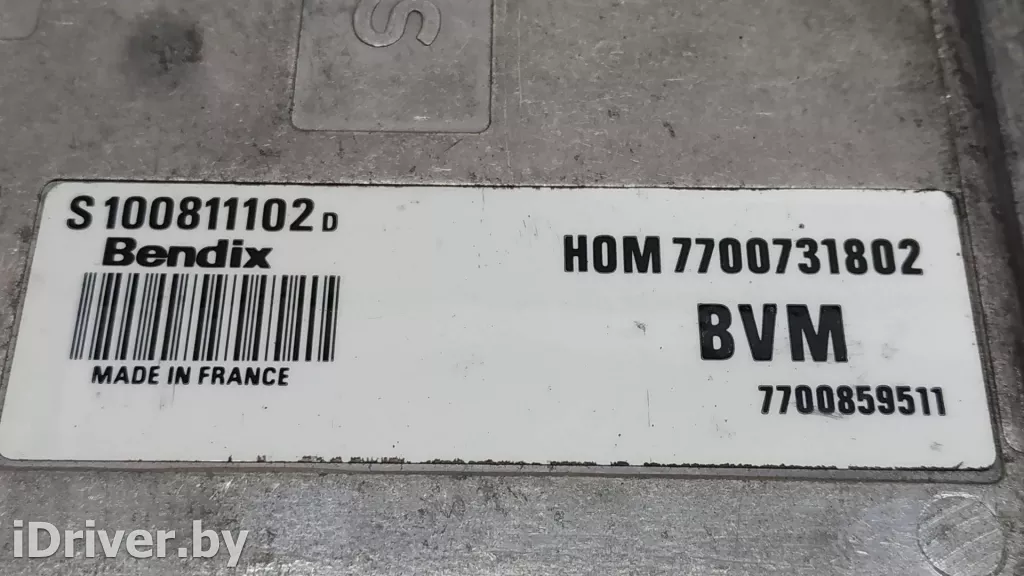 S
S 100811102 D
Bendix
MADE IN FRANCE
HOM 7700731802
BVM
7700859511
iDriver.by